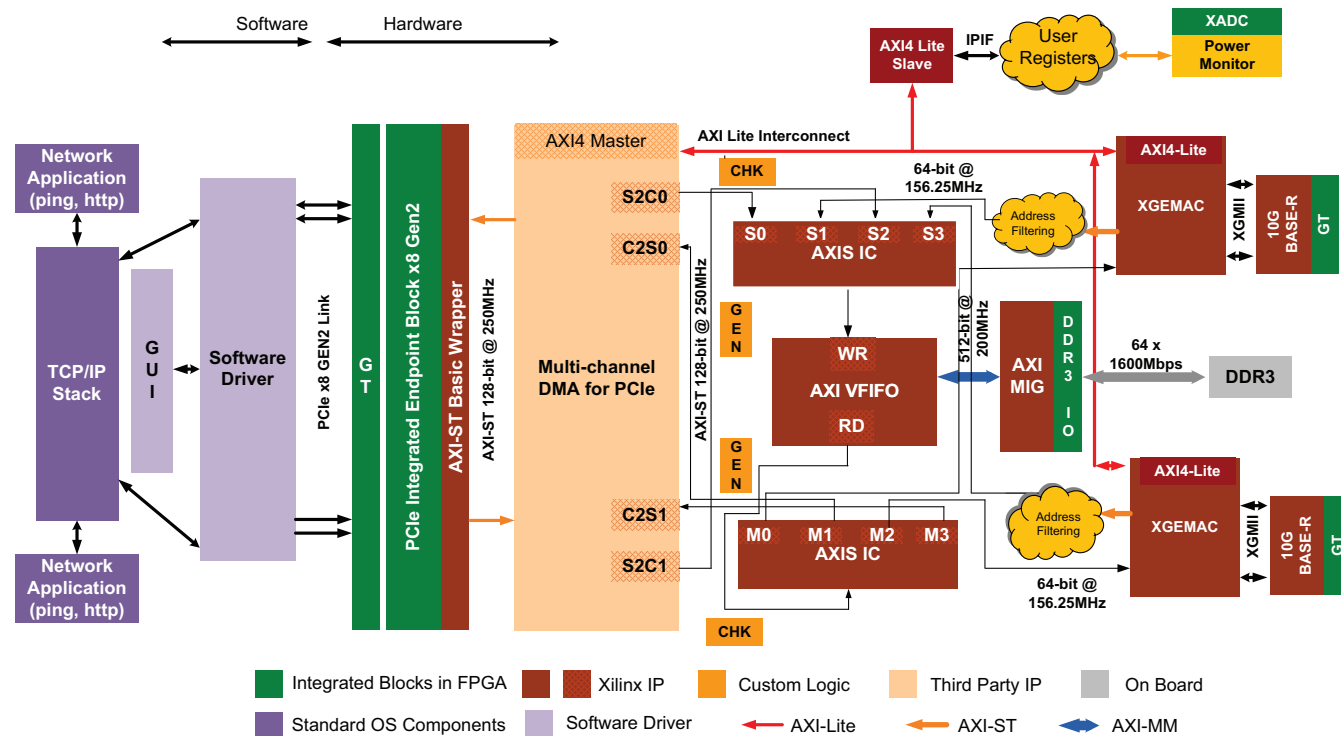 Software
Hardware
AXI4 Lite
Slave
IPIF
User
Registers
XADC
Power
Monitor
Network
Application
(ping, http)
TCP/IP
Stack
Network
Application
(ping, http)
GUI
Software
Driver
PCIe x8 GEN2 Link
GT
PCIe Integrated Endpoint Block x8 Gen2
AXI-ST Basic Wrapper
AXI-ST 128-bit @ 250MHz
AXI4 Master
S2C0
C2S0
Multi-channel
DMA for PCIe
C2S1
S2C1
AXI-ST 128-bit @ 250MHz
AXI Lite Interconnect
CHK
64-bit @
156.25MHz
S0 S1 S2 S3
AXIS IC
GEN
WR
AXI VFIFO
RD
GEN
512-bit @
200MHz
AXI
MIG
DDR3 IO
64 x
1600Mbps
DDR3
M0 M1 M2 M3
AXIS IC
CHK
Address
Filtering
AXI4-Lite
XGEMAC
XGMII
10G
BASE-R
GT
Address
Filtering
AXI4-Lite
XGEMAC
XGMII
10G
BASE-R
GT
64-bit @
156.25MHz
Integrated Blocks in FPGA
Xilinx IP
Custom Logic
Third Party IP
On Board
Standard OS Components
Software Driver
AXI-Lite
AXI-ST
AXI-MM